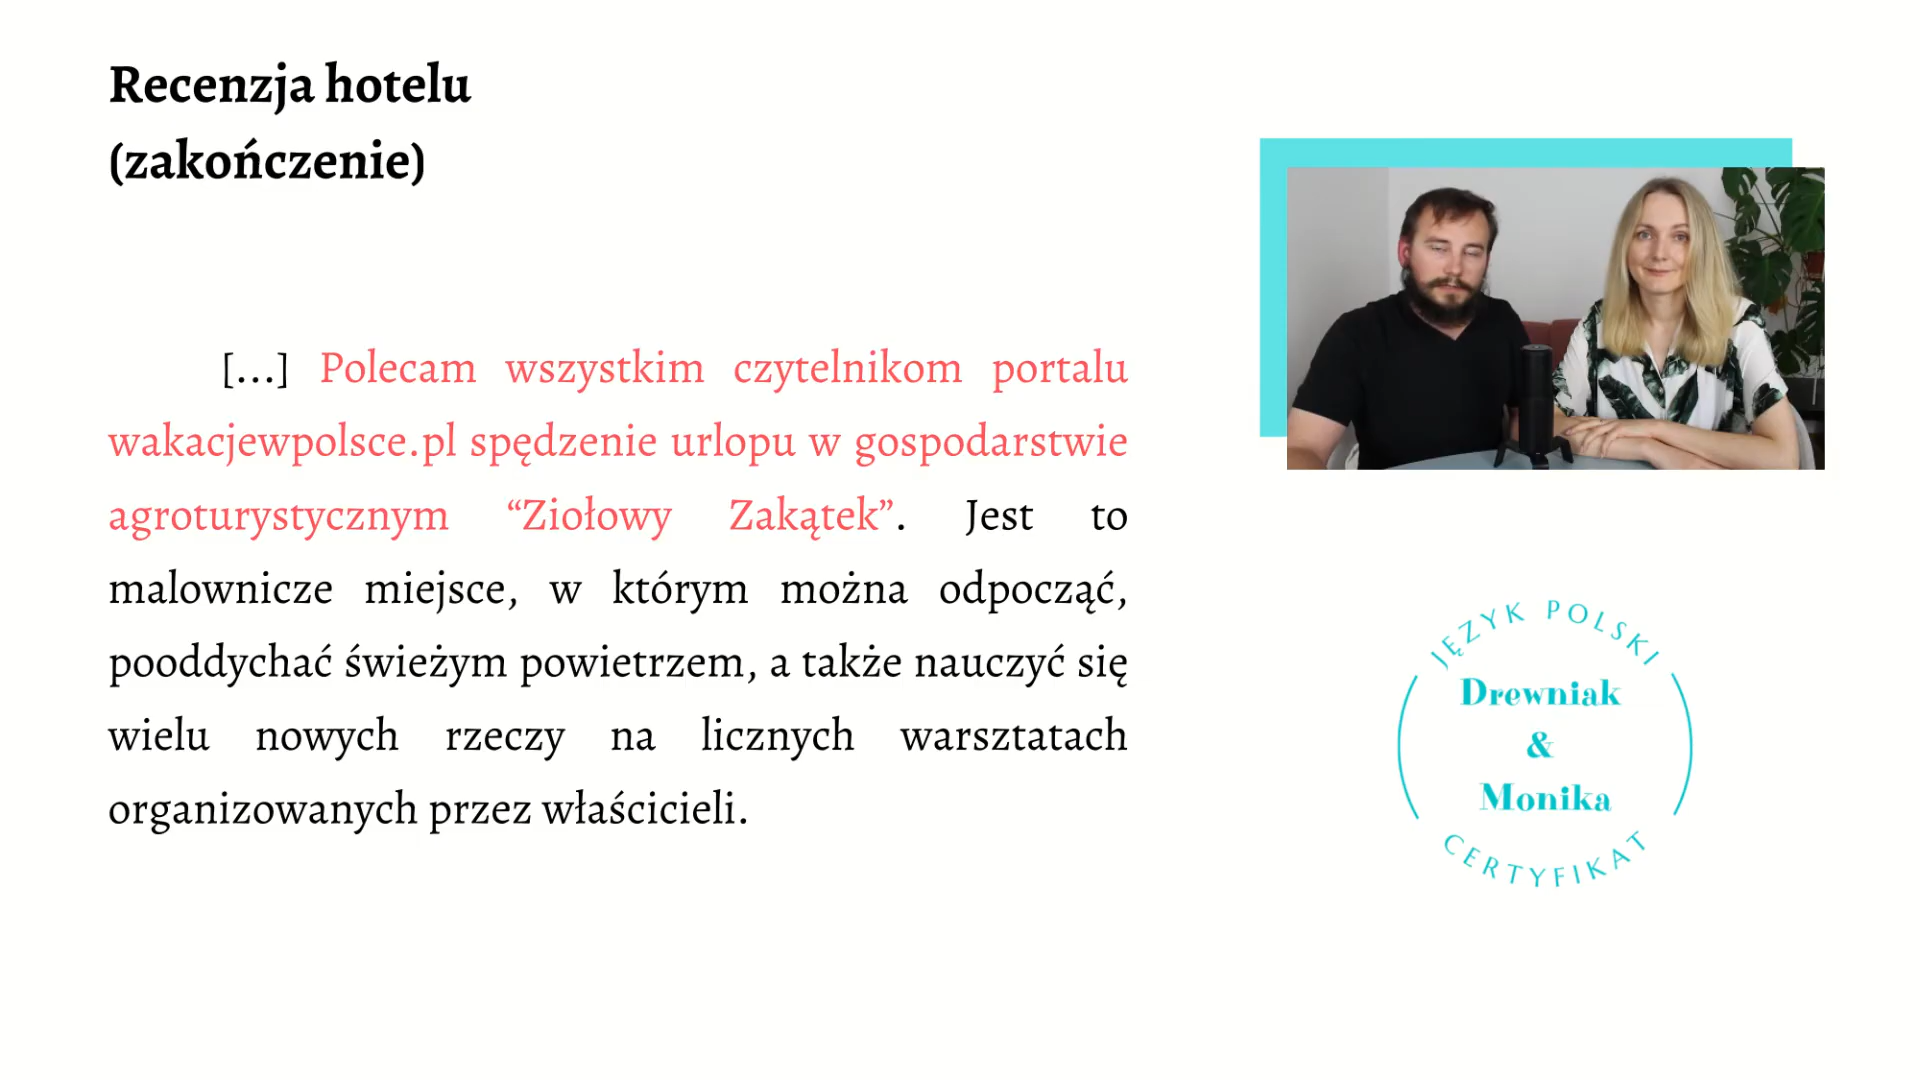 Recenzja hotelu
(zakończenie)
[...] Polecam wszystkim czytelnikom portalu
wakacjewpolsce.pl spędzenie urlopu w gospodarstwie
agroturystycznym “Ziołowy Zakątek”. Jest to
malownicze miejsce, w którym można odpocząć,
pooddychać świeżym powietrzem, a także nauczyć się
wielu nowych rzeczy na licznych warsztatach
organizowanych przez właścicieli.
JĘZYK POLSKI
Drewniak
&
Monika
CERTYFIKAT